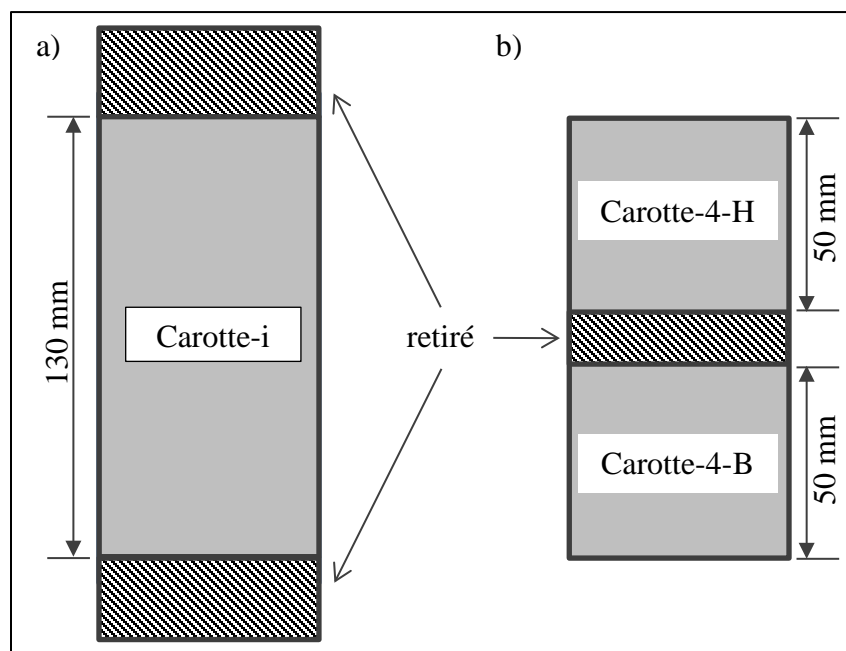 a)
b)
130 mm
Carotte-i
retiré
Carotte-4-H
50 mm
Carotte-4-B
50 mm